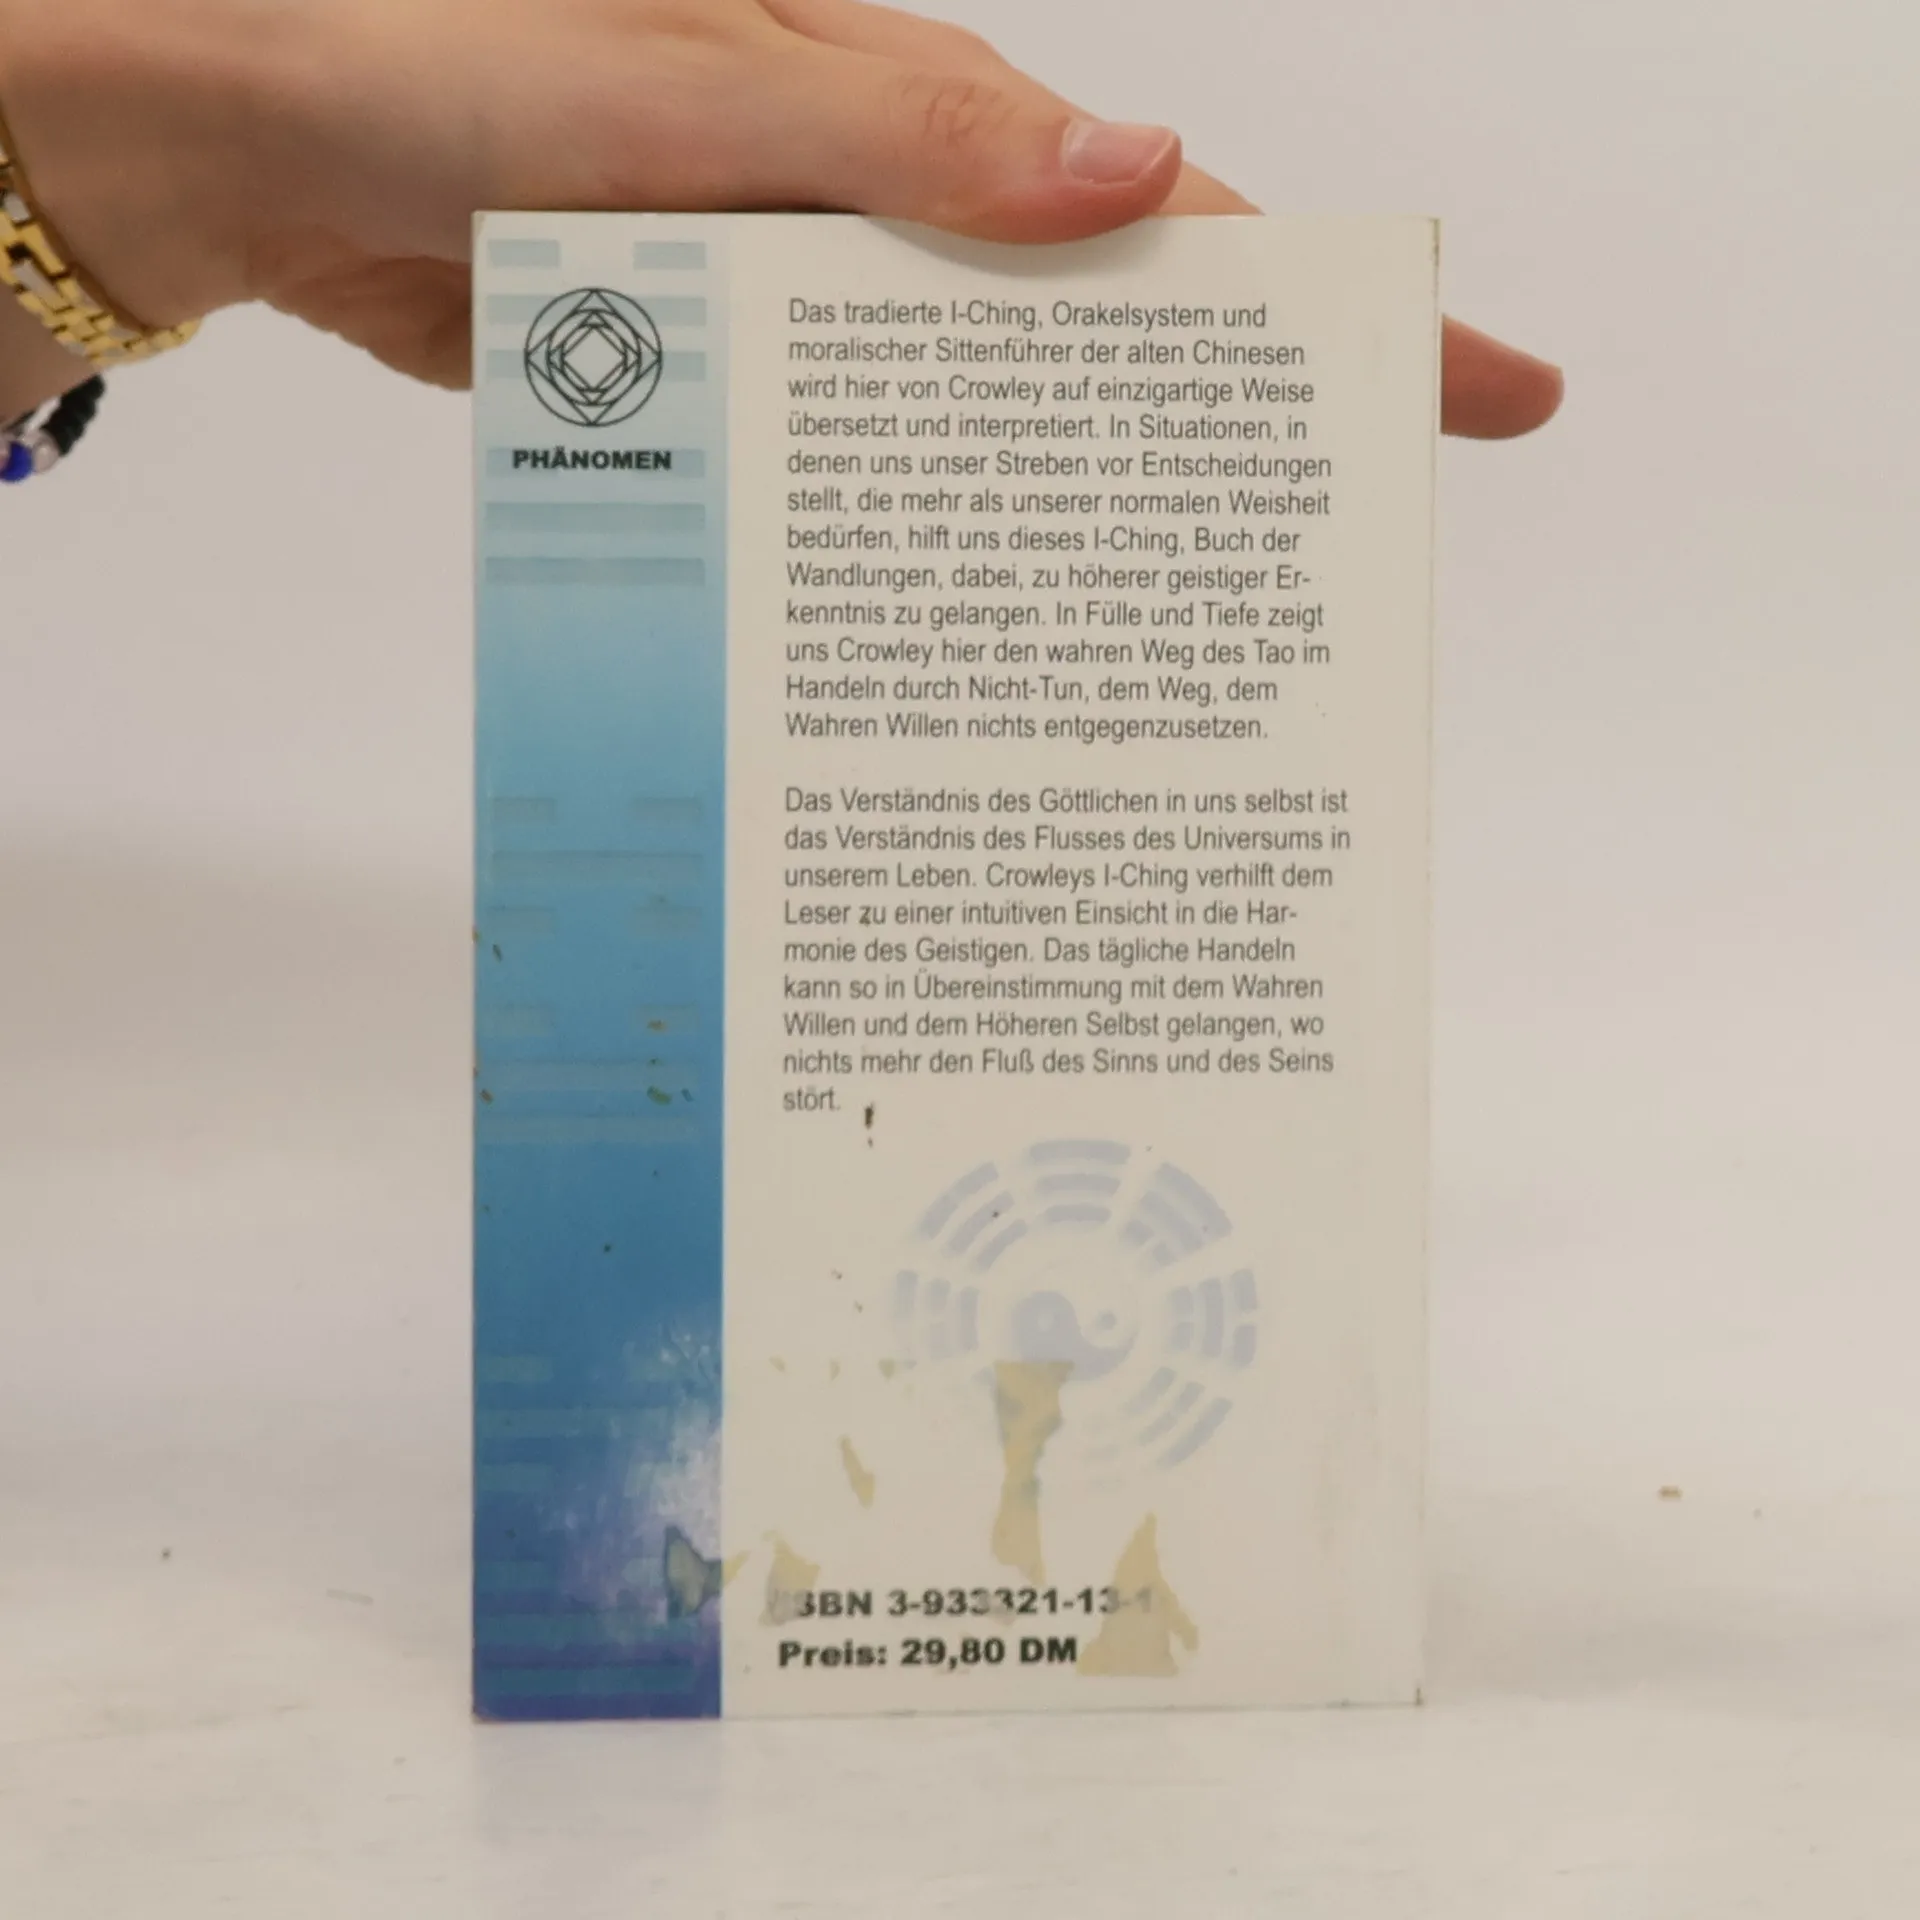 PHÄNOMEN
Das tradierte I-Ching, Orakelsystem und
moralischer Sittenführer der alten Chinesen
wird hier von Crowley auf einzigartige Weise
übersetzt und interpretiert. In Situationen, in
denen uns unser Streben vor Entscheidungen
stellt, die mehr als unserer normalen Weisheit
bedürfen, hilft uns dieses I-Ching, Buch der
Wandlungen, dabei, zu höherer geistiger Er-
kenntnis zu gelangen. In Fülle und Tiefe zeigt
uns Crowley hier den wahren Weg des Tao im
Handeln durch Nicht-Tun, dem Weg, dem
Wahren Willen nichts entgegenzusetzen.
Das Verständnis des Göttlichen in uns selbst ist
das Verständnis des Flusses des Universums in
unserem Leben. Crowleys I-Ching verhilft dem
Leser zu einer intuitiven Einsicht in die Har-
monie des Geistigen. Das tägliche Handeln
kann so in Übereinstimmung mit dem Wahren
Willen und dem Höheren Selbst gelangen, wo
nichts mehr den Fluß des Sinns und des Seins
stört.
ISBN 3-933321-13-1
Preis: 29,80 DM